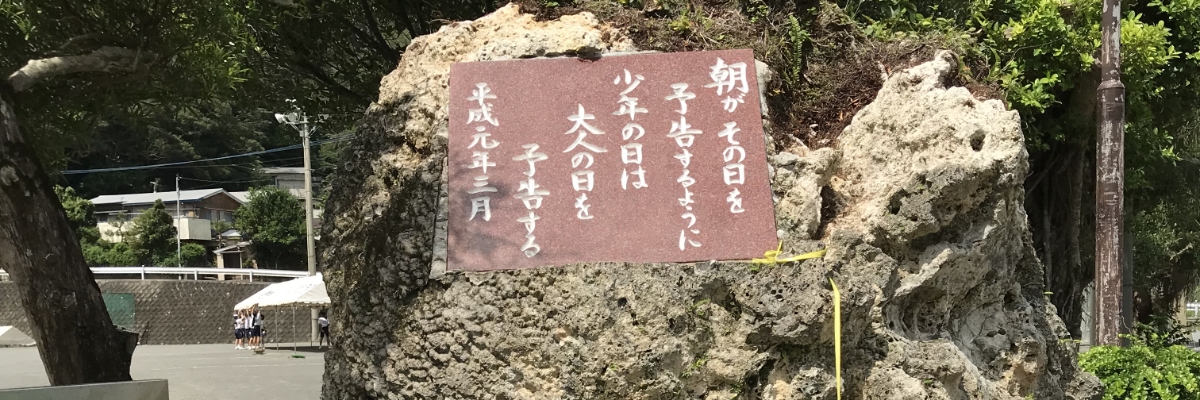 朝がその日を
予告するように
少年の日は
大人の日を
予告する
平成元年三月